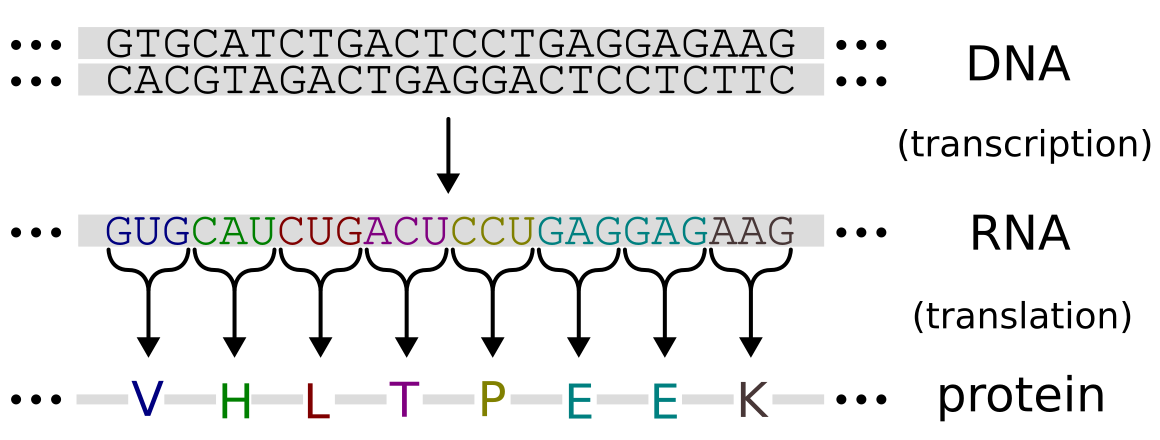 ••• GTGCATCTGACTCCTGAGGAGAAG ••• DNA
••• CACGTAGACTGAGGACTCCTCTTC •••
(transcription)
••• GUGCAUCUGACUCCUGAGGAGAAG ••• RNA
(translation)
••• V H L T P E E K ••• protein